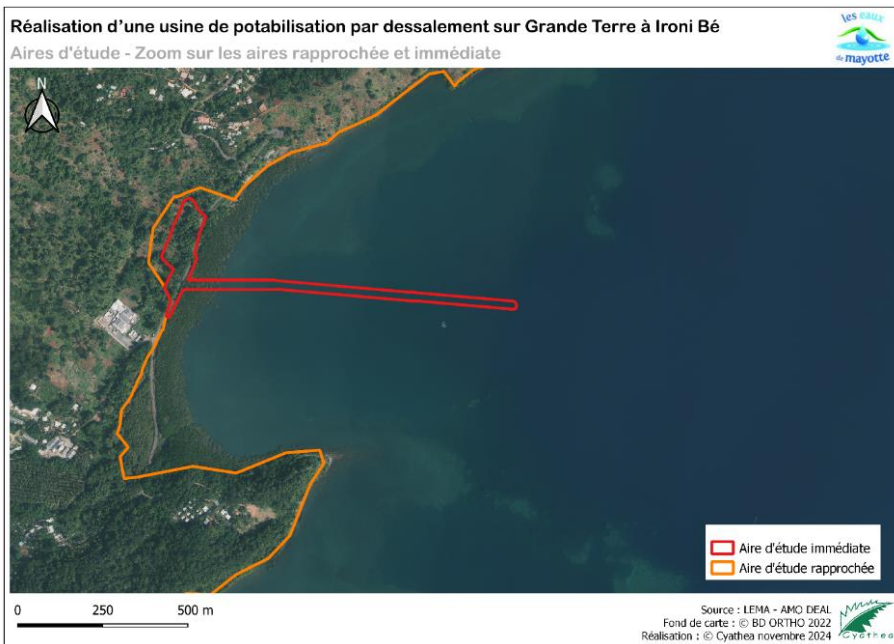 Réalisation d'une usine de potabilisation par dessalement sur Grande Terre à Ironi Bé
Aires d'étude - Zoom sur les aires rapprochée et immédiate
les eaux
de mayotte
N
Aire d'étude immédiate
Aire d'étude rapprochée
0 250 500 m
Source : LEMA - AMO DEAL
Fond de carte : © BD ORTHO 2022
Réalisation : © Cyathea novembre 2024
Cyathea